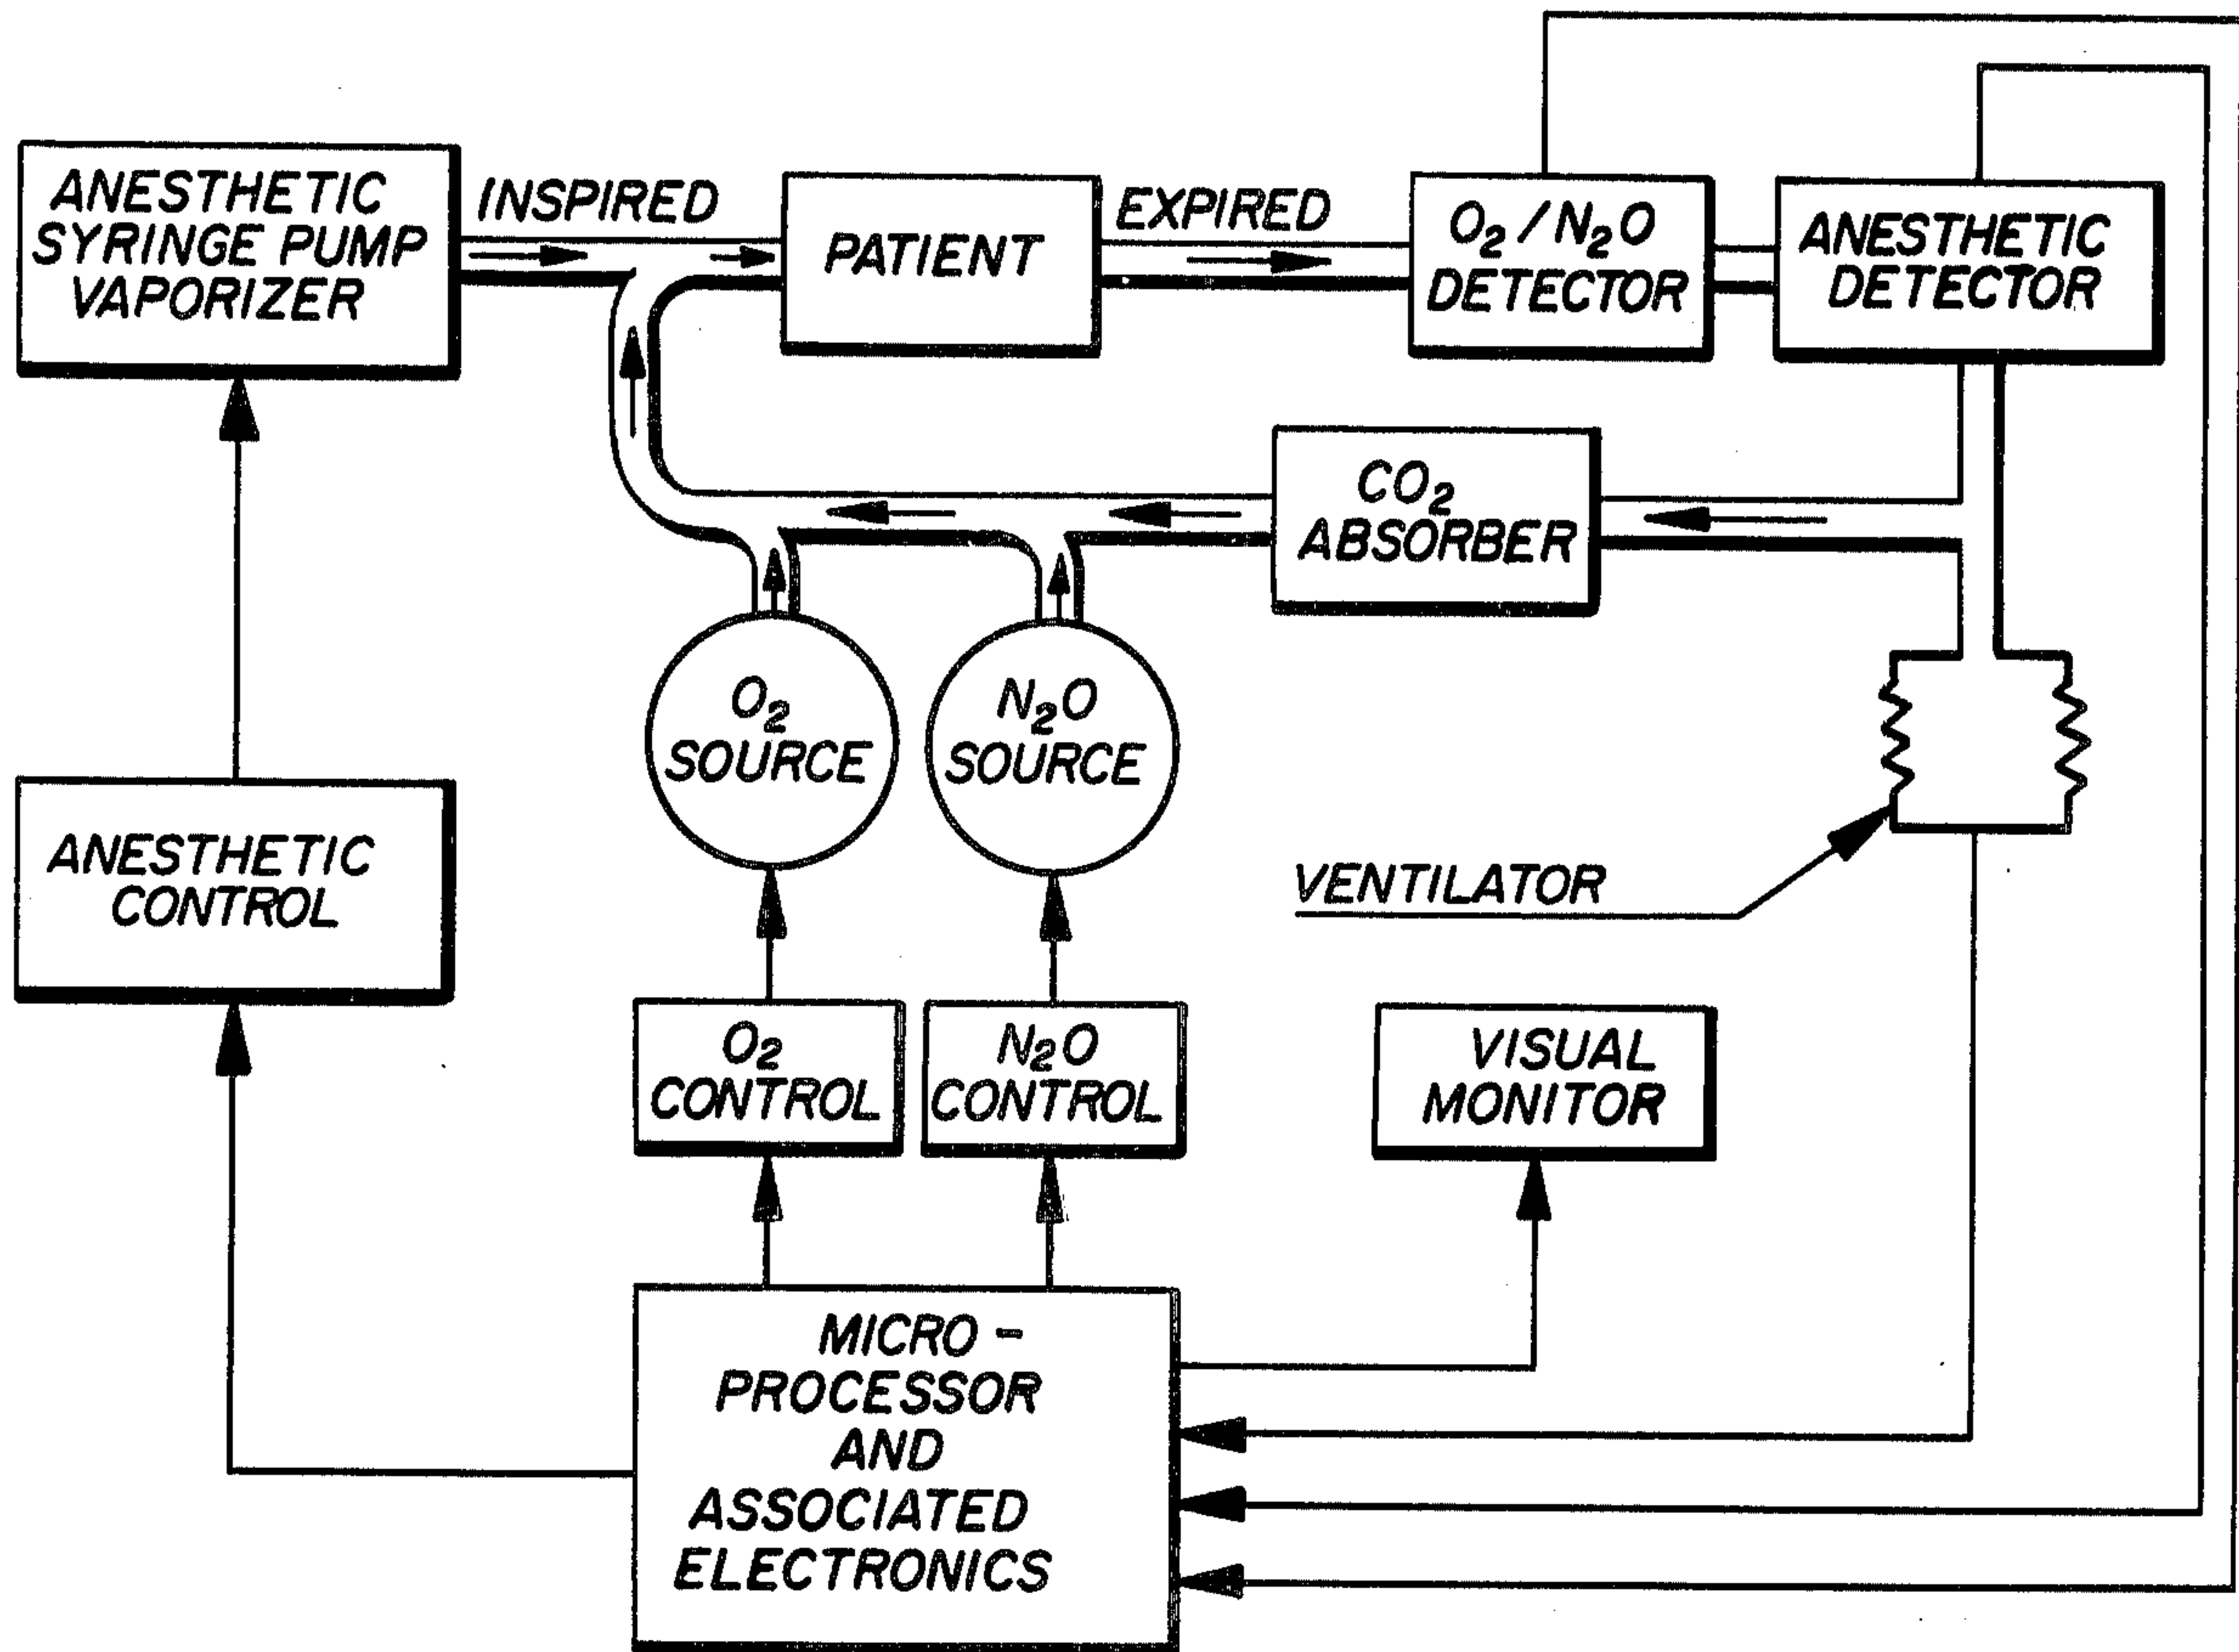 ANESTHETIC
SYRINGE PUMP
VAPORIZER
INSPIRED
PATIENT
EXPIRED
O₂/N₂O
DETECTOR
ANESTHETIC
DETECTOR
CO₂
ABSORBER
O₂
SOURCE
N₂O
SOURCE
ANESTHETIC
CONTROL
VENTILATOR
O₂
CONTROL
N₂O
CONTROL
VISUAL
MONITOR
MICRO-
PROCESSOR
AND
ASSOCIATED
ELECTRONICS